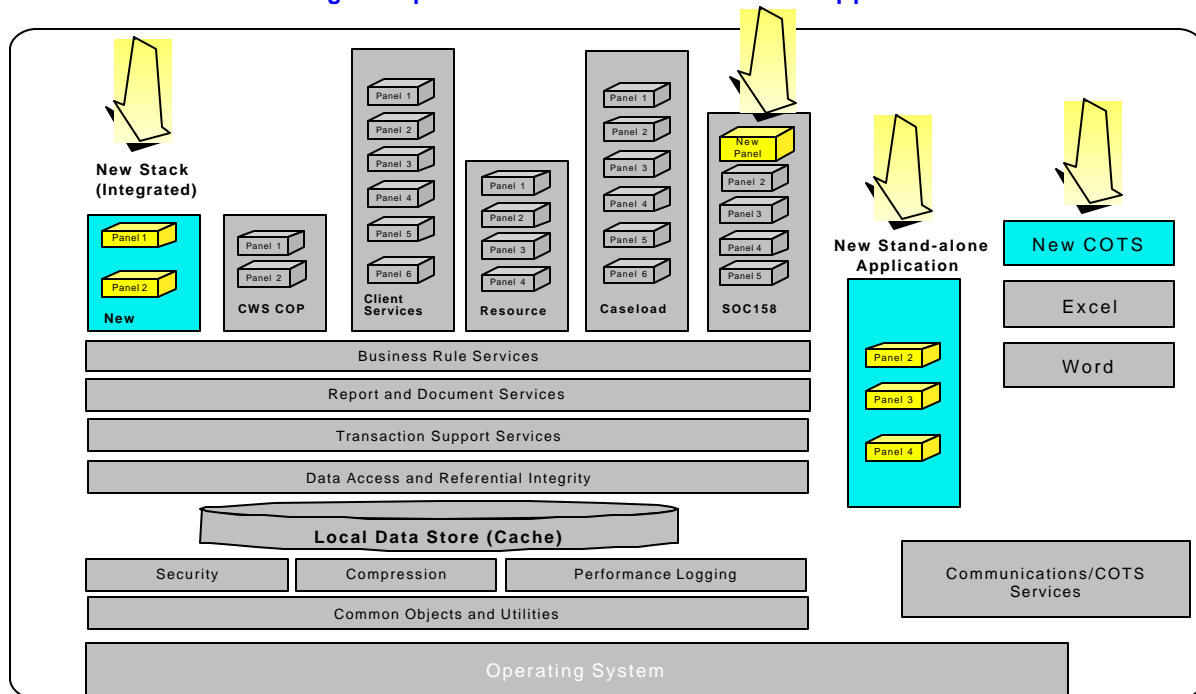 New Stack
(Integrated)
Panel 1
Panel 2
New
Panel 1
Panel 2
CWS COP
Panel 1
Panel 2
Panel 3
Panel 4
Panel 5
Panel 6
Client
Services
Panel 1
Panel 2
Panel 3
Panel 4
Resource
Panel 1
Panel 2
Panel 3
Panel 4
Panel 5
Panel 6
Caseload
New
Panel
Panel 2
Panel 3
Panel 4
Panel 5
SOC158
New Stand-alone
Application
Panel 2
Panel 3
Panel 4
New COTS
Excel
Word
Business Rule Services
Report and Document Services
Transaction Support Services
Data Access and Referential Integrity
Local Data Store (Cache)
Security
Compression
Performance Logging
Common Objects and Utilities
Communications/COTS
Services
Operating System